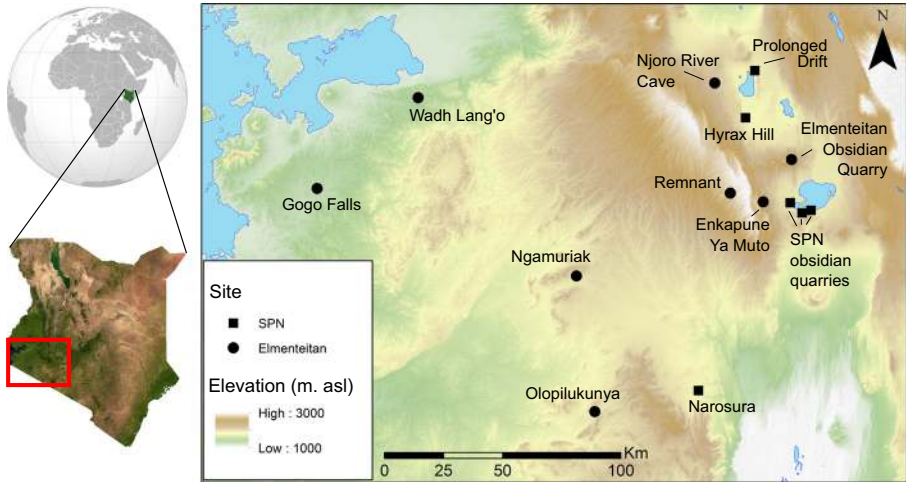 N
Prolonged
Drift
Njoro River
Cave
Wadh Lang'o
Hyrax Hill
Elmenteitan
Obsidian
Quarry
Gogo Falls
Remnant
Enkapune
Ya Muto
SPN
obsidian
quarries
Ngamuriak
Site
SPN
Elmenteitan
Elevation (m. asl)
High : 3000
Low : 1000
Olopilukunya
Narosura
Km
0
25
50
100